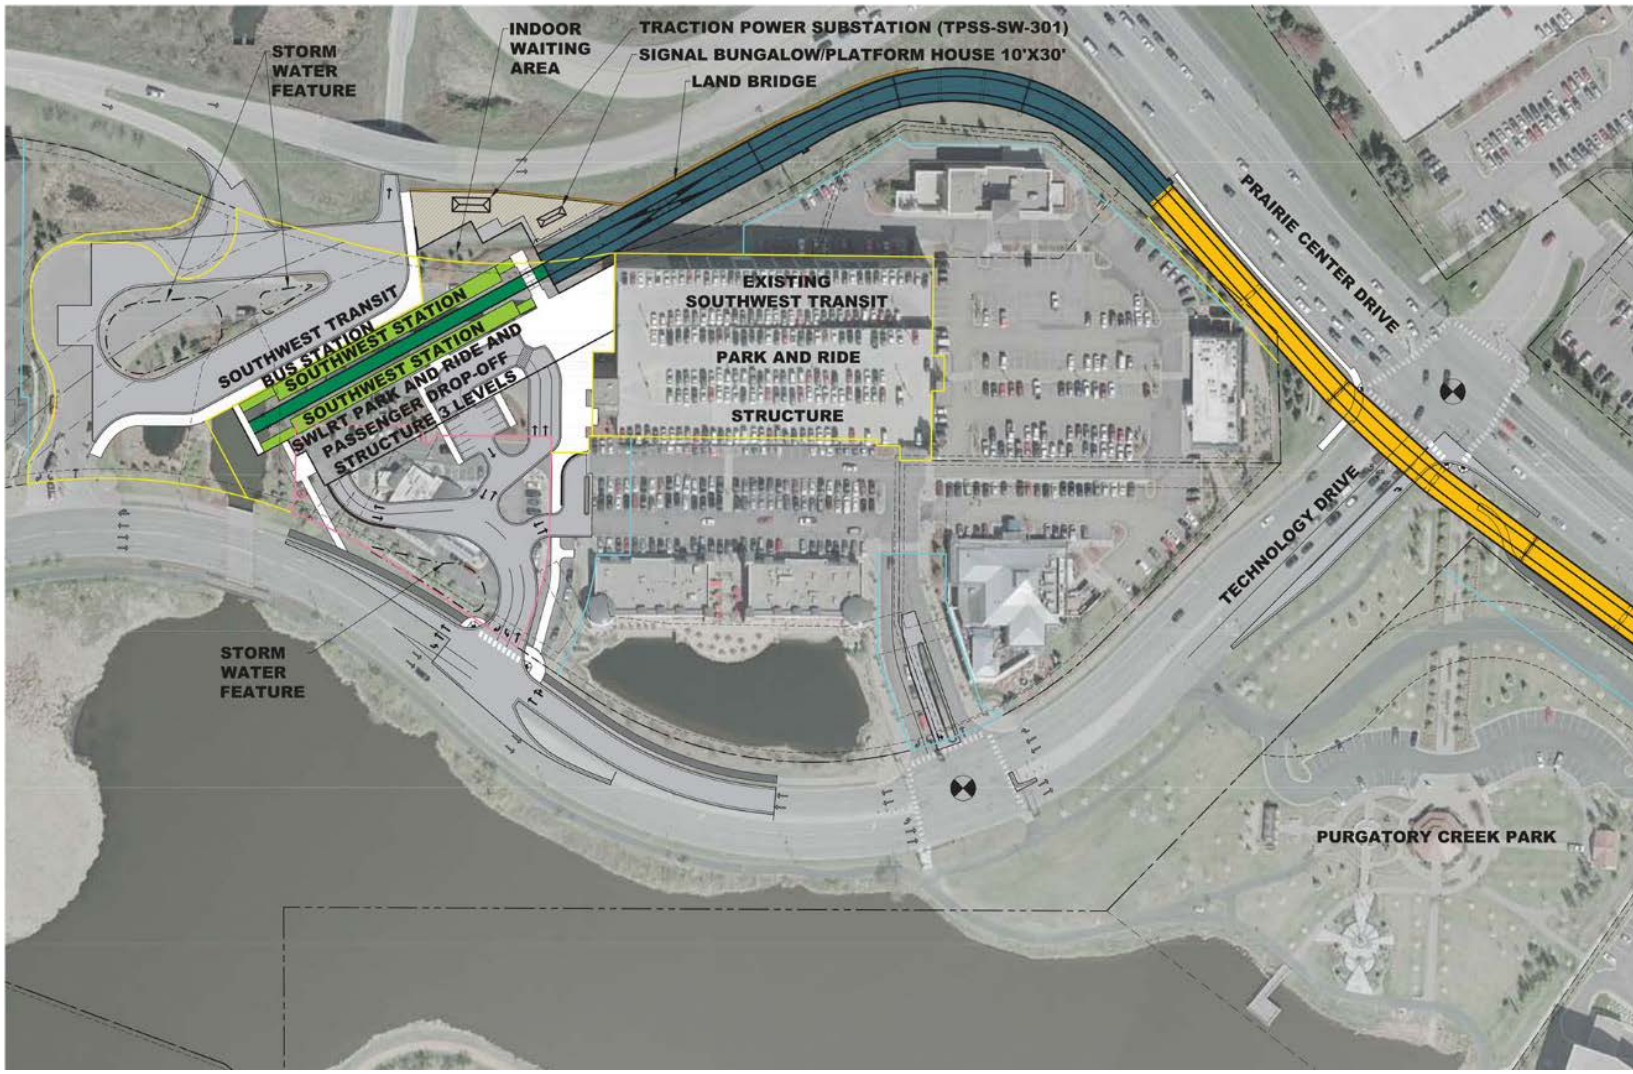 STORM
WATER
FEATURE
INDOOR
WAITING
AREA
TRACTION POWER SUBSTATION (TPSS-SW-301)
SIGNAL BUNGALOW/PLATFORM HOUSE 10'X30'
LAND BRIDGE
PRAIRIE CENTER DRIVE
SOUTHWEST TRANSIT
BUS STATION
SOUTHWEST STATION
SOUTHWEST STATION
SWLRT PARK AND RIDE AND
PASSENGER DROP-OFF
STRUCTURE 3 LEVELS
EXISTING
SOUTHWEST TRANSIT
PARK AND RIDE
STRUCTURE
TECHNOLOGY DRIVE
STORM
WATER
FEATURE
PURGATORY CREEK PARK